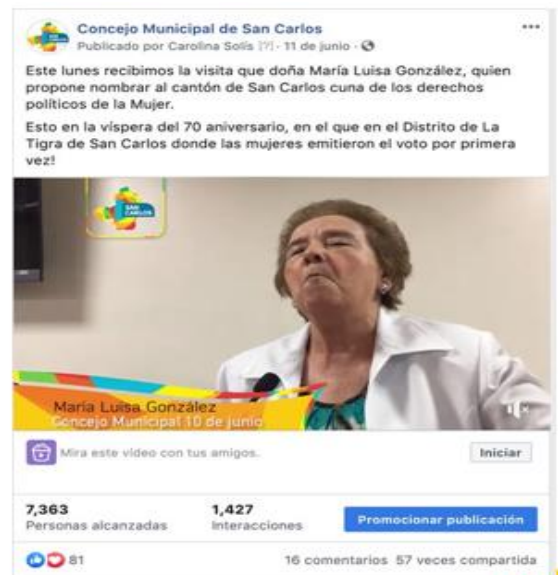 Concejo Municipal de San Carlos
Publicado por Carolina Solís [?] · 11 de junio ·
Este lunes recibimos la visita que doña María Luisa González, quien
propone nombrar al cantón de San Carlos cuna de los derechos
políticos de la Mujer.
Esto en la víspera del 70 aniversario, en el que en el Distrito de La
Tigra de San Carlos donde las mujeres emitieron el voto por primera
vez!
SAN
CARLOS
María Luisa González
Concejo Municipal 10 de junio
Mira este video con tus amigos.
Iniciar
7,363
Personas alcanzadas
1,427
Interacciones
Promocionar publicación
81
16 comentarios 57 veces compartida